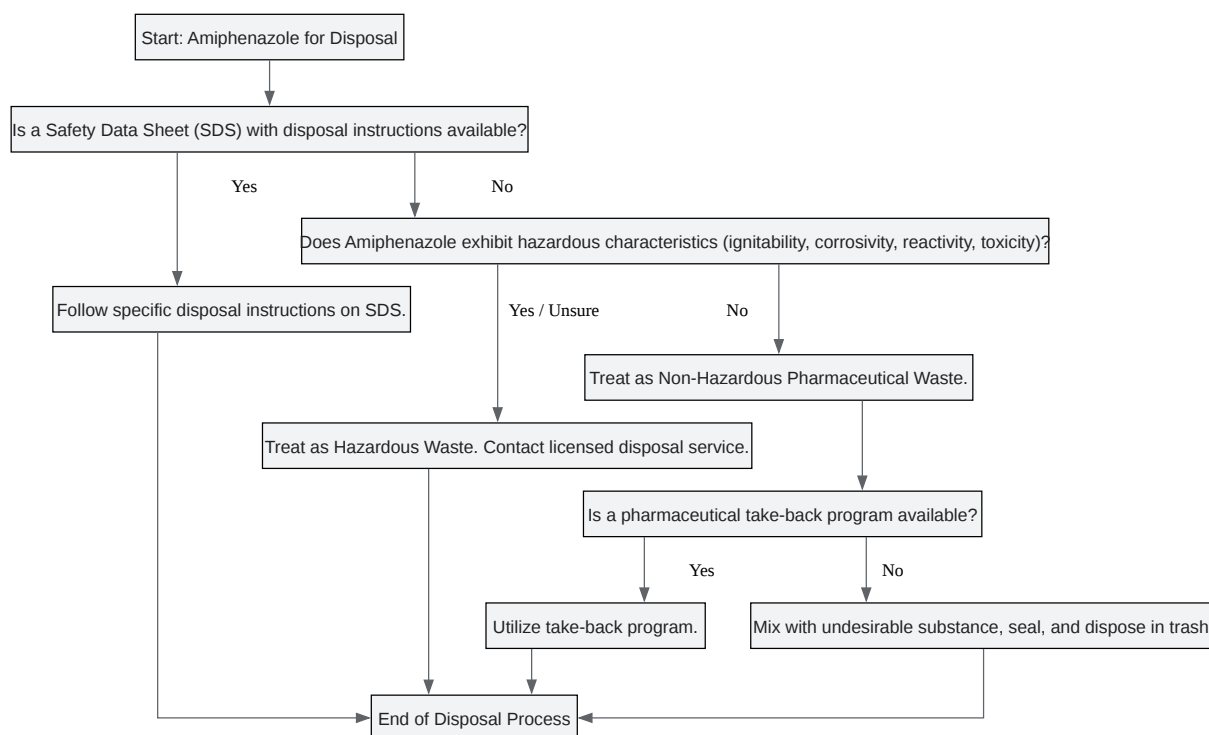 Start: Amiphenazole for Disposal
Is a Safety Data Sheet (SDS) with disposal instructions available?
Yes
No
Does Amiphenazole exhibit hazardous characteristics (ignitability, corrosivity, reactivity, toxicity)?
Follow specific disposal instructions on SDS.
Yes / Unsure
No
Treat as Non-Hazardous Pharmaceutical Waste.
Treat as Hazardous Waste. Contact licensed disposal service.
Is a pharmaceutical take-back program available?
Yes
No
Utilize take-back program.
Mix with undesirable substance, seal, and dispose in trash
End of Disposal Process